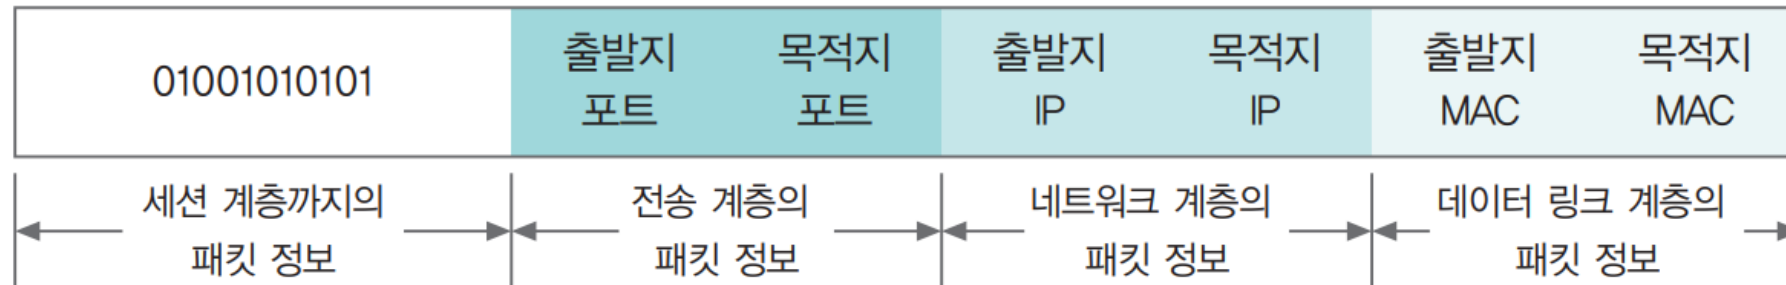 01001010101
출발지 목적지 출발지 목적지 출발지 목적지
포트 포트 IP IP MAC MAC
세션 계층까지의 전송 계층의 네트워크 계층의 데이터 링크 계층의
패킷 정보 패킷 정보 패킷 정보 패킷 정보